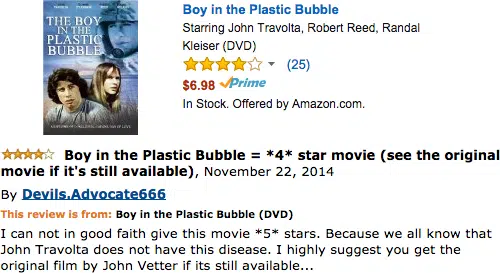 THE BOY
IN THE
PLASTIC
BUBBLE
Boy in the Plastic Bubble
Starring John Travolta, Robert Reed, Randal
Kleiser (DVD)
(25)
$6.98 Prime
In Stock. Offered by Amazon.com.
Boy in the Plastic Bubble = *4* star movie (see the original
movie if it's still available), November 22, 2014
By Devils.Advocate666
This review is from: Boy in the Plastic Bubble (DVD)
I can not in good faith give this movie *5* stars. Because we all know that
John Travolta does not have this disease. I highly suggest you get the
original film by John Vetter if its still available...